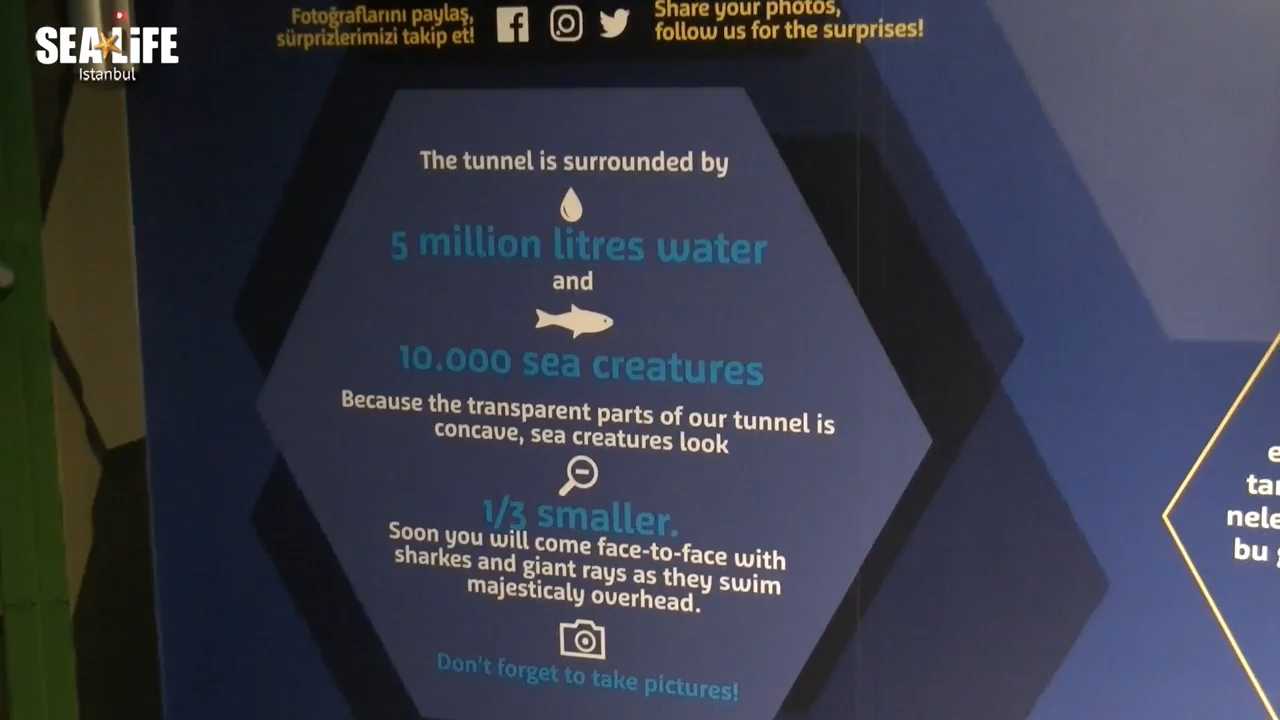 SEA LiFE
Istanbul
Fotoğraflarını paylaş,
sürprizlerimizi takip et!
Share your photos,
follow us for the surprises!
The tunnel is surrounded by
5 million litres water
and
10.000 sea creatures
Because the transparent parts of our tunnel is
concave, sea creatures look
1/3 smaller.
Soon you will come face-to-face with
sharkes and giant rays as they swim
majesticaly overhead.
Don't forget to take pictures!
nele
bu